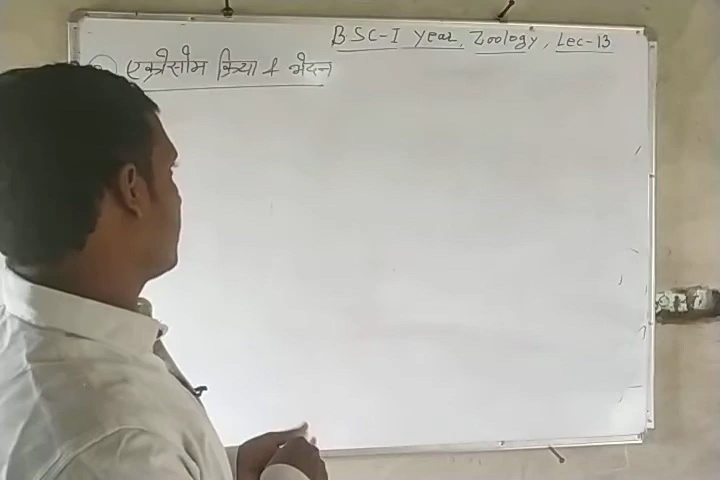 BSC-I Year, Zoology, Lec-13
एक्रोसोम क्रिया & भेदन